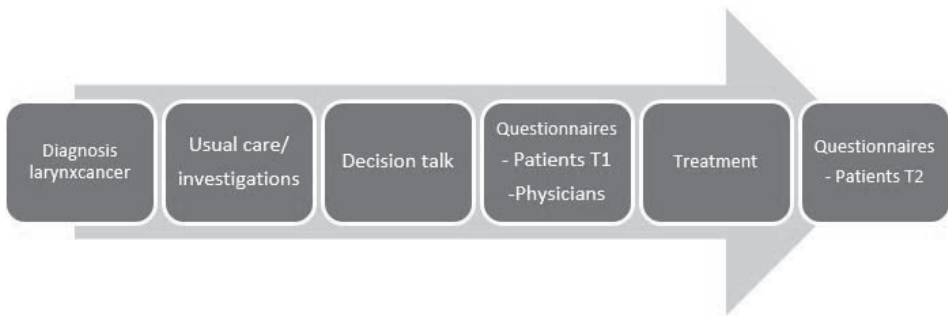 Diagnosis
larynxcancer
Usual care/
investigations
Decision talk
Questionnaires
- Patients T1
-Physicians
Treatment
Questionnaires
- Patients T2